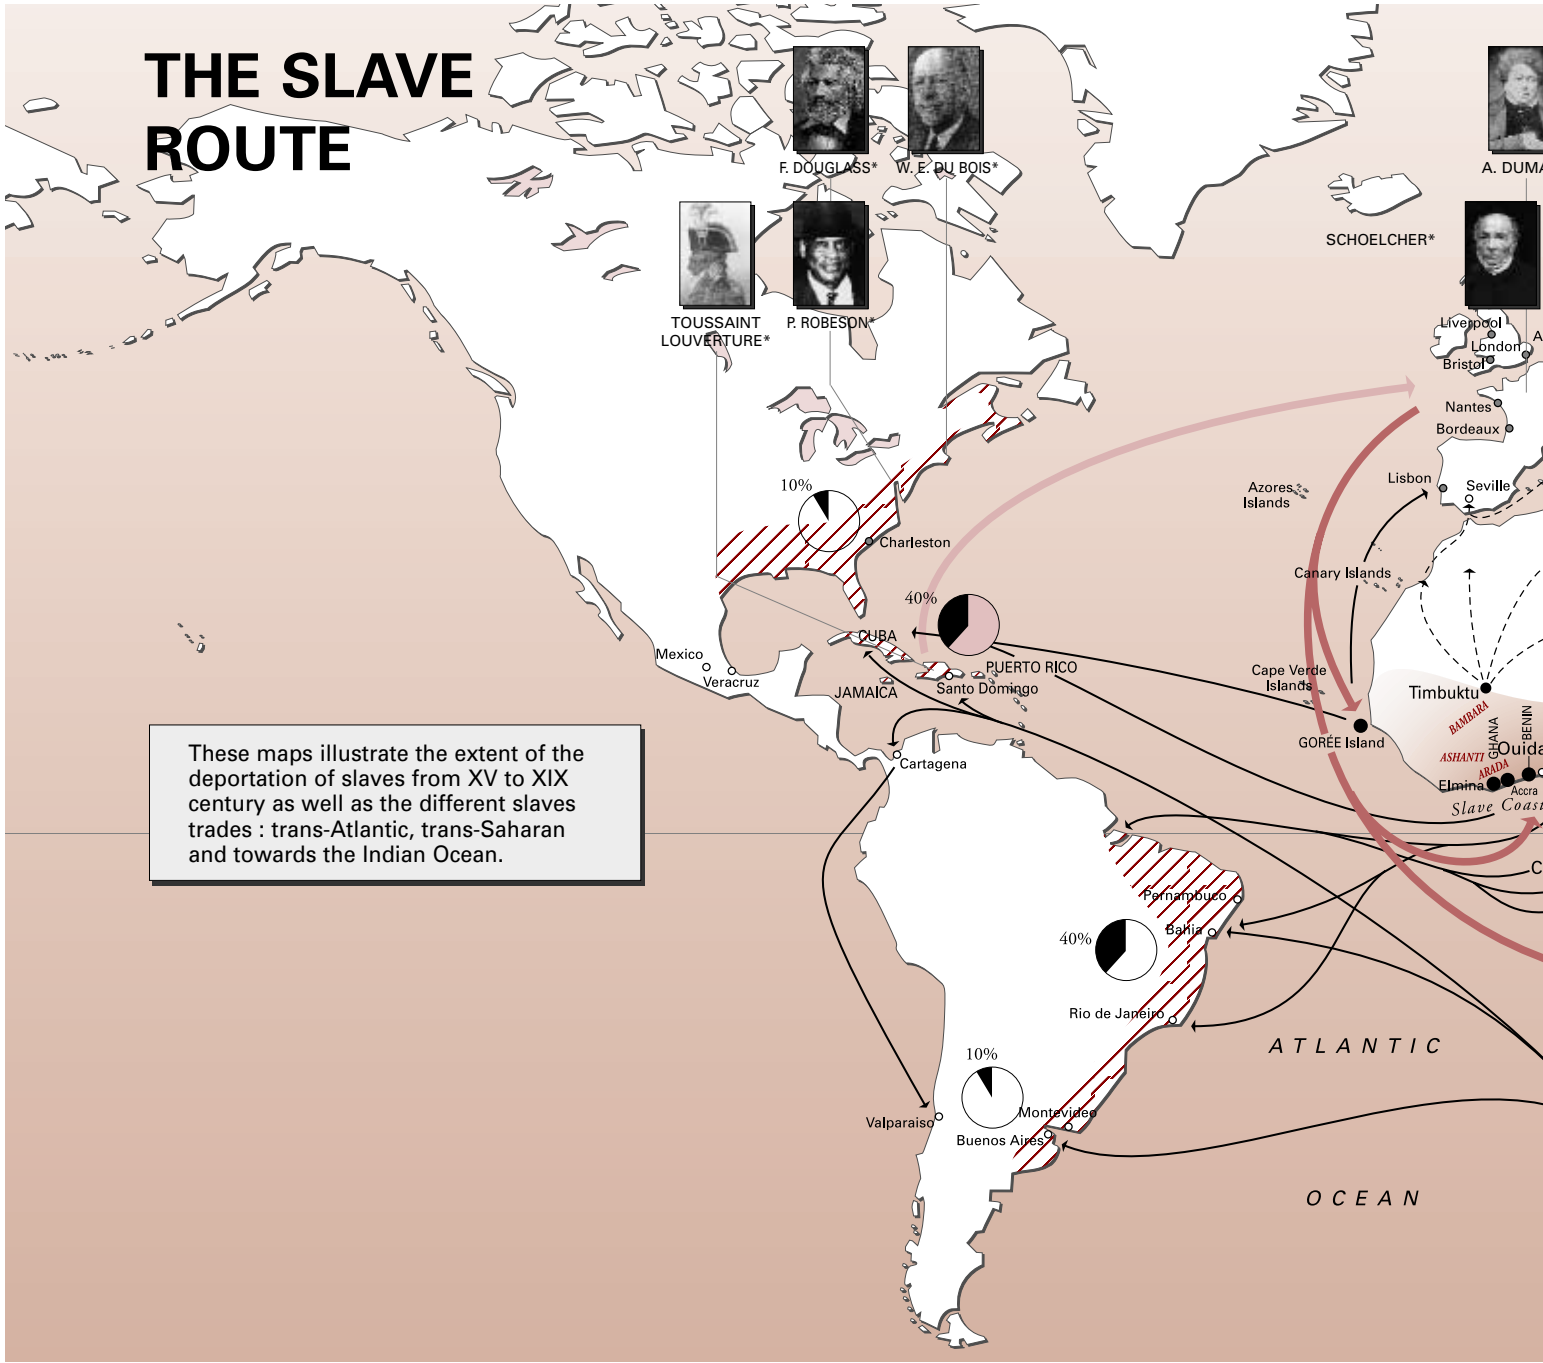 THE SLAVE
ROUTE
F. DOUGLASS*
W. E. DU BOIS*
A. DUMA
SCHOELCHER*
TOUSSAINT
LOUVERTURE*
P. ROBESON*
Liverpool
London
A
Bristol
Nantes
Bordeaux
Lisbon
Seville
Azores
Islands
10%
Charleston
Canary Islands
40%
CUBA
PUERTO RICO
Mexico
Veracruz
JAMAICA
Santo Domingo
Cape Verde
Islands
Timbuktu
BAMBARA
GHANA
BENIN
GORÉE Island
ASHANTI
ARADA
Ouida
Elmina
Accra
Slave Coast
Cartagena
These maps illustrate the extent of the
deportation of slaves from XV to XIX
century as well as the different slaves
trades : trans-Atlantic, trans-Saharan
and towards the Indian Ocean.
C
Pernambuco
Bahia
40%
Rio de Janeiro
ATLANTIC
10%
Montevideo
Valparaiso
Buenos Aires
OCEAN